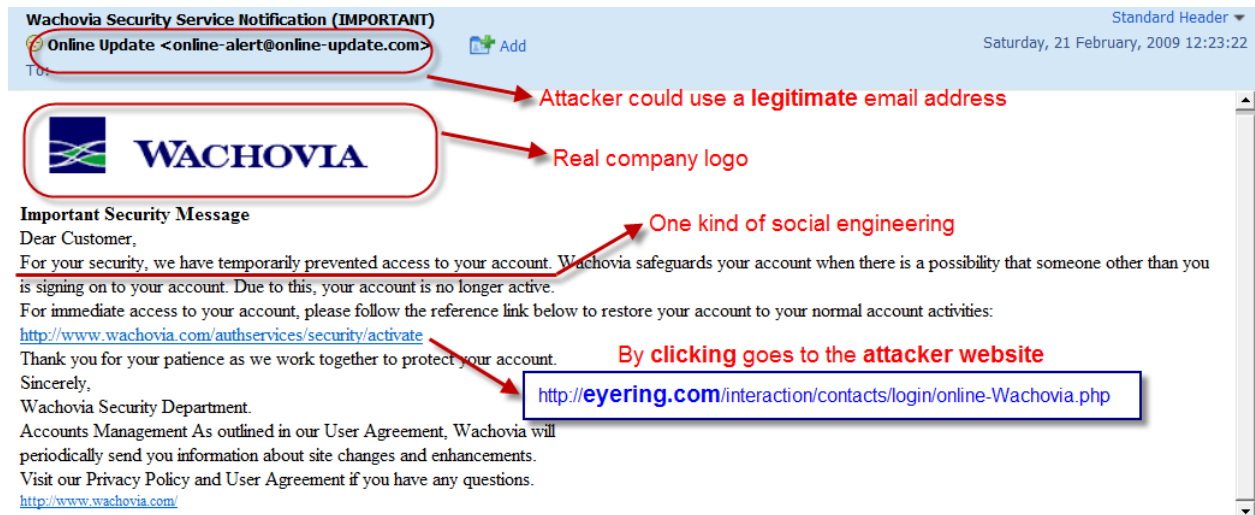 Wachovia Security Service Notification (IMPORTANT)
Standard Header
Online Update <online-alert@online-update.com>
Add
Saturday, 21 February, 2009 12:23:22
To:
Attacker could use a legitimate email address
WACHOVIA
Real company logo
Important Security Message
One kind of social engineering
Dear Customer,
For your security, we have temporarily prevented access to your account. Wachovia safeguards your account when there is a possibility that someone other than you
is signing on to your account. Due to this, your account is no longer active.
For immediate access to your account, please follow the reference link below to restore your account to your normal account activities:
http://www.wachovia.com/authservices/security/activate
Thank you for your patience as we work together to protect your account.
By clicking goes to the attacker website
Sincerely,
http://eyering.com/interaction/contacts/login/online-Wachovia.php
Wachovia Security Department.
Accounts Management As outlined in our User Agreement, Wachovia will
periodically send you information about site changes and enhancements.
Visit our Privacy Policy and User Agreement if you have any questions.
http://www.wachovia.com/